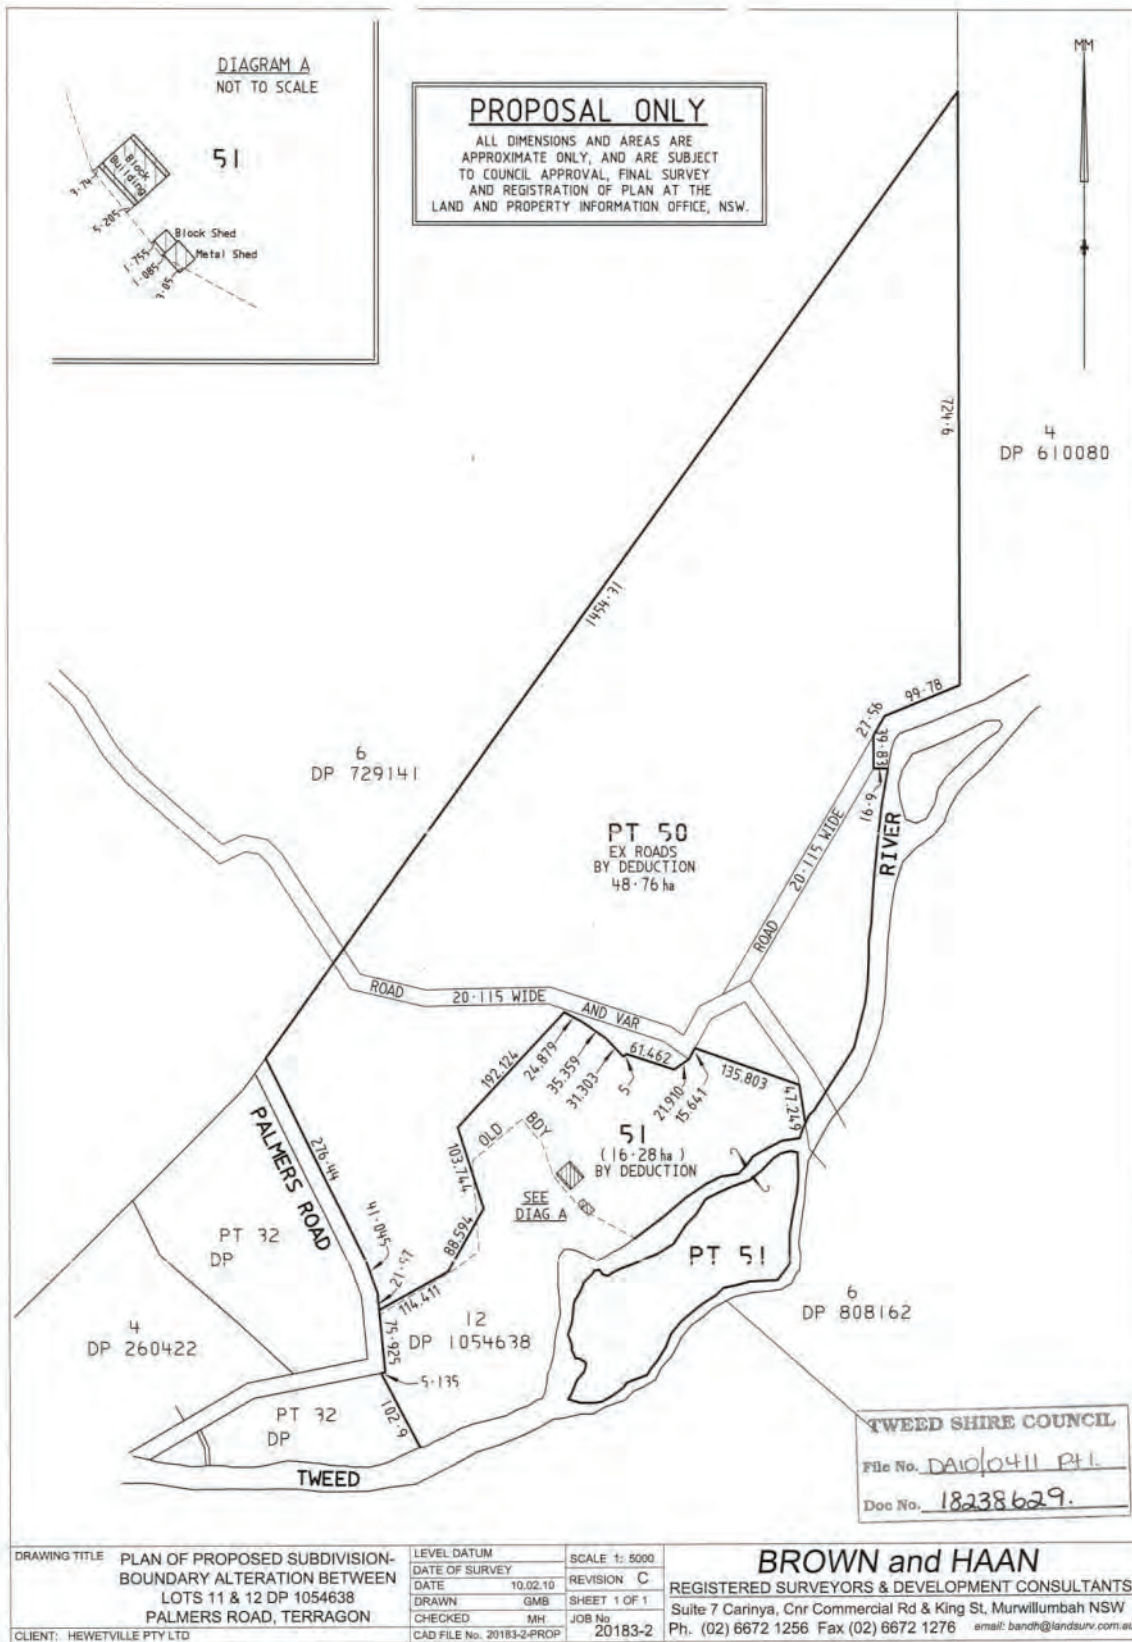 DIAGRAM A
NOT TO SCALE
51
Block
Building
3·74
5·205
Block Shed
Metal Shed
1·755
1·085
3·05
PROPOSAL ONLY
ALL DIMENSIONS AND AREAS ARE
APPROXIMATE ONLY, AND ARE SUBJECT
TO COUNCIL APPROVAL, FINAL SURVEY
AND REGISTRATION OF PLAN AT THE
LAND AND PROPERTY INFORMATION OFFICE, NSW.
MM
724·6
4
DP 610080
1454·31
99·78
27·56
39·83
16·9
6
DP 729141
PT 50
EX ROADS
BY DEDUCTION
48·76 ha
20·115 WIDE
ROAD
RIVER
ROAD
20·115 WIDE
AND VAR
192.124
24.879
35.359
31.303
5
61.462
21.910
15.641
135.803
47.249
PALMERS ROAD
276·44
103.744
OLD BDY
51
(16·28 ha)
BY DEDUCTION
SEE
DIAG A
88.594
41·045
21·57
114.411
75·925
PT 32
DP
PT 51
4
DP 260422
12
DP 1054638
6
DP 808162
5·135
102·9
PT 32
DP
TWEED
TWEED SHIRE COUNCIL
File No. DA10/0411 Pt 1.
Doc No. 18238629.
DRAWING TITLE
PLAN OF PROPOSED SUBDIVISION-
BOUNDARY ALTERATION BETWEEN
LOTS 11 & 12 DP 1054638
PALMERS ROAD, TERRAGON
CLIENT: HEWETVILLE PTY LTD
LEVEL DATUM
DATE OF SURVEY
DATE 10.02.10
DRAWN GMB
CHECKED MH
CAD FILE No. 20183-2-PROP
SCALE 1: 5000
REVISION C
SHEET 1 OF 1
JOB No
20183-2
BROWN and HAAN
REGISTERED SURVEYORS & DEVELOPMENT CONSULTANTS
Suite 7 Carinya, Cnr Commercial Rd & King St, Murwillumbah NSW
Ph. (02) 6672 1256 Fax (02) 6672 1276 email: bandh@landsurv.com.au